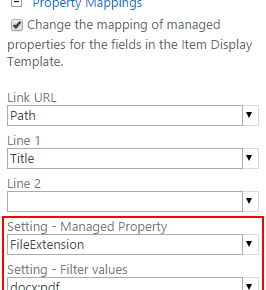 Property Mappings
Change the mapping of managed
properties for the fields in the Item Display
Template.
Link URL
Path
Line 1
Title
Line 2
Setting - Managed Property
FileExtension
Setting - Filter values
docx;pdf